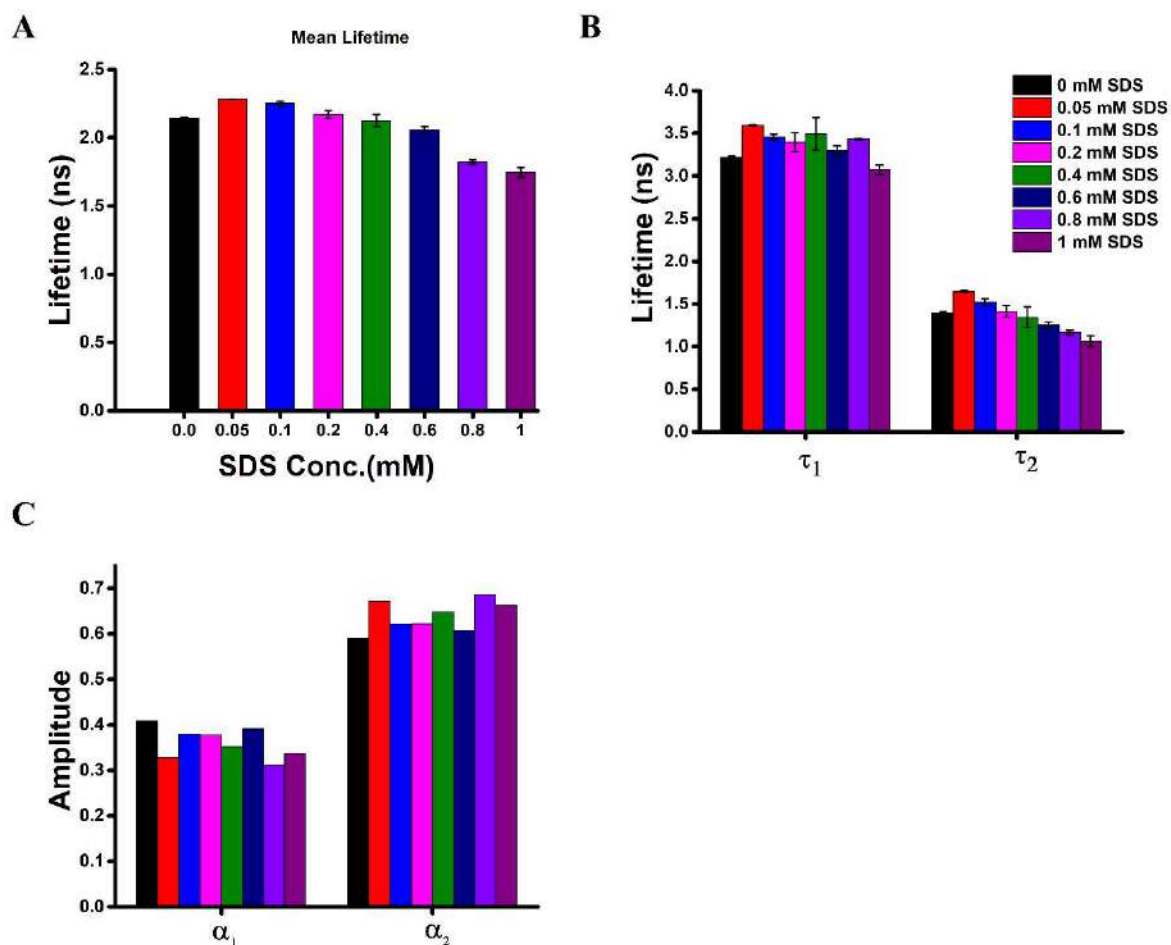 A
Mean Lifetime
Lifetime (ns)
2.5
2.0
1.5
1.0
0.5
0.0
0.0 0.05 0.1 0.2 0.4 0.6 0.8 1
SDS Conc.(mM)
B
Lifetime (ns)
4.0
3.5
3.0
2.5
2.0
1.5
1.0
0.5
0.0
τ1 τ2
0 mM SDS
0.05 mM SDS
0.1 mM SDS
0.2 mM SDS
0.4 mM SDS
0.6 mM SDS
0.8 mM SDS
1 mM SDS
C
Amplitude
0.7
0.6
0.5
0.4
0.3
0.2
0.1
0.0
α1 α2